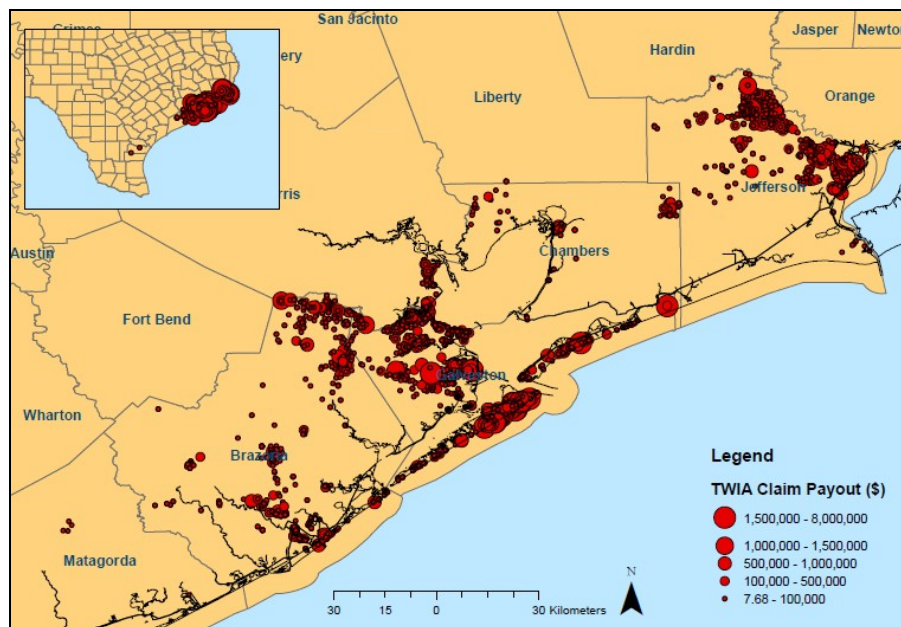 San Jacinto
Jasper
Newton
Hardin
Liberty
Orange
Jefferson
Chambers
Austin
Fort Bend
Galveston
Wharton
Brazoria
Matagorda
Legend
TWIA Claim Payout ($)
1,500,000 - 8,000,000
1,000,000 - 1,500,000
500,000 - 1,000,000
100,000 - 500,000
7.68 - 100,000
N
30 15 0 30 Kilometers